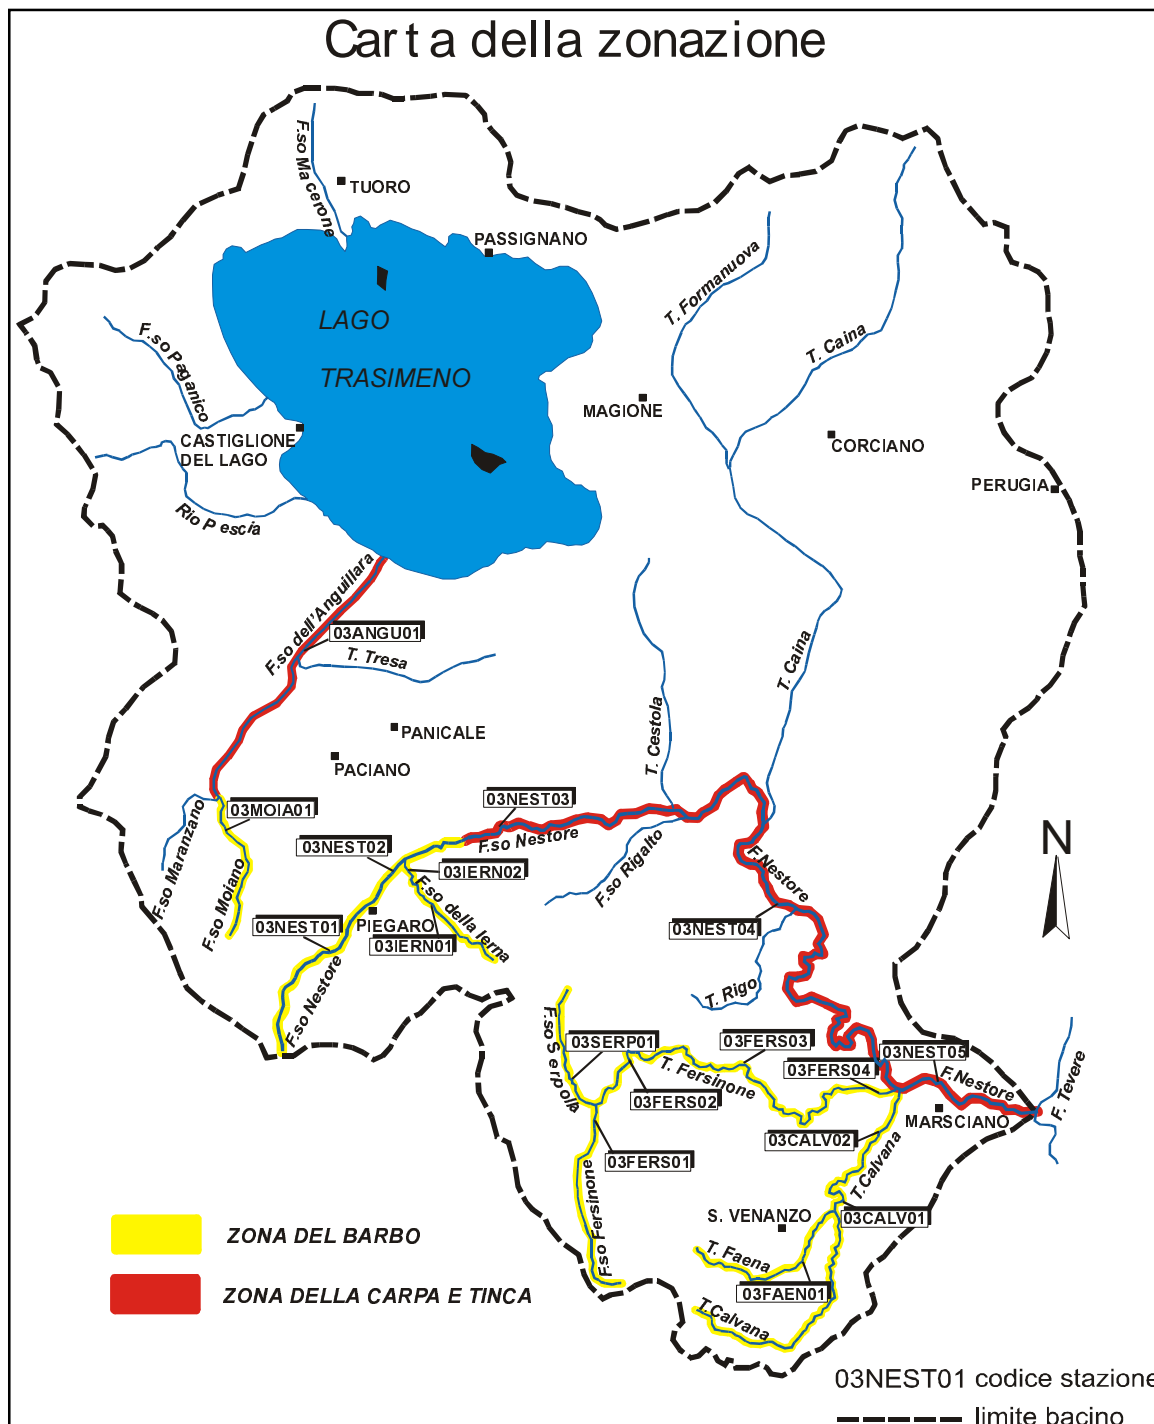 Carta della zonazione
F.so Macerone
TUORO
PASSIGNANO
LAGO
TRASIMENO
T. Formanuova
T. Caina
F.so Paganico
MAGIONE
CORCIANO
CASTIGLIONE
DEL LAGO
PERUGIA
Rio Pescia
F.so dell'Anguillara
03ANGU01
T. Tresa
T. Caina
T. Cestola
PANICALE
PACIANO
03MOIA01
03NEST03
F.so Nestore
F.so Maranzano
03NEST02
03IERN02
F.so Rigalto
F.Nestore
N
F.so Moiano
F.so della Ierna
PIEGARO
03NEST01
03IERN01
03NEST04
F.so Nestore
T. Rigo
F.so Serpolla
03SERP01
03FERS03
03NEST05
T. Fersinone
03FERS04
F.Nestore
F. Tevere
03FERS02
MARSCIANO
03CALV02
T.Calvana
03FERS01
F.so Fersinone
S. VENANZO
03CALV01
ZONA DEL BARBO
T. Faena
03FAEN01
ZONA DELLA CARPA E TINCA
T.Calvana
03NEST01 codice stazione
limite bacino